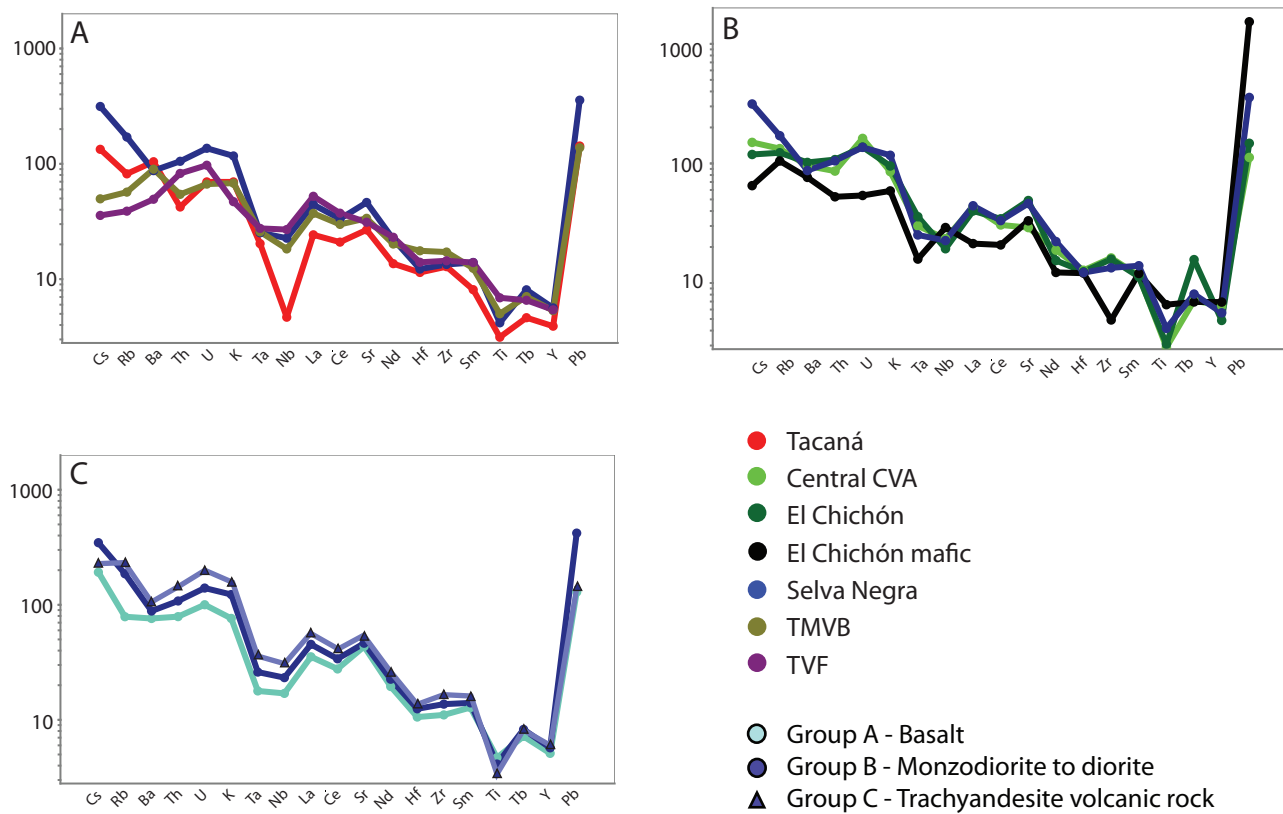 A
1000
100
10
Cs Rb Ba Th U K Ta Nb La Ce Sr Nd Hf Zr Sm Ti Tb Y Pb
B
1000
100
10
Cs Rb Ba Th U K Ta Nb La Ce Sr Nd Hf Zr Sm Ti Tb Y Pb
C
1000
100
10
Cs Rb Ba Th U K Ta Nb La Ce Sr Nd Hf Zr Sm Ti Tb Y Pb
Tacaná
Central CVA
El Chichón
El Chichón mafic
Selva Negra
TMVB
TVF
Group A - Basalt
Group B - Monzodiorite to diorite
Group C - Trachyandesite volcanic rock